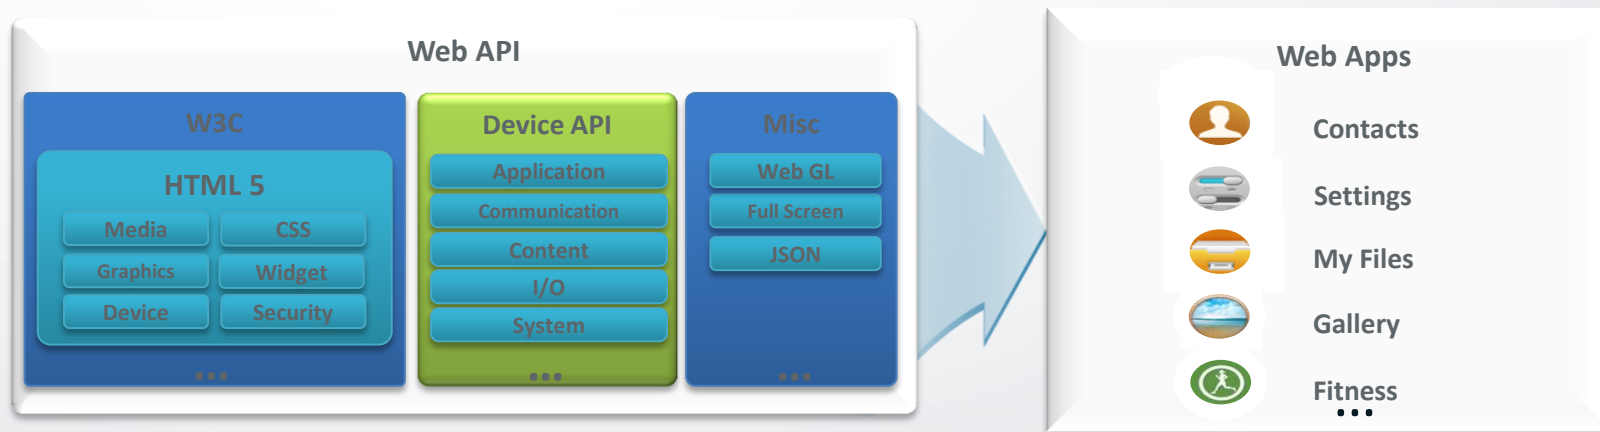 Web API
W3C
HTML 5
Media
CSS
Graphics
Widget
Device
Security
...
Device API
Application
Communication
Content
I/O
System
...
Misc
Web GL
Full Screen
JSON
...
Web Apps
Contacts
Settings
My Files
Gallery
Fitness
...